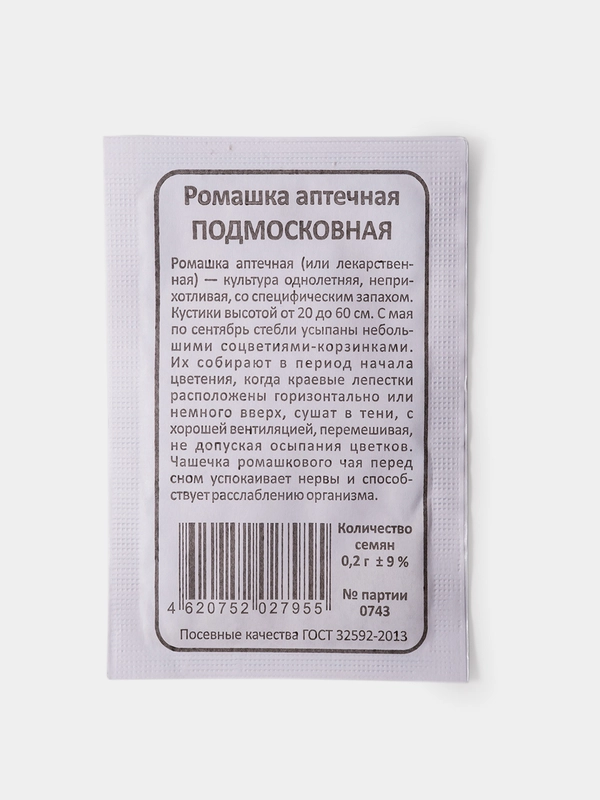 Ромашка аптечная
ПОДМОСКОВНАЯ
Ромашка аптечная (или лекарствен-
ная) — культура однолетняя, непри-
хотливая, со специфическим запахом.
Кустики высотой от 20 до 60 см. С мая
по сентябрь стебли усыпаны неболь-
шими соцветиями-корзинками.
Их собирают в период начала
цветения, когда краевые лепестки
расположены горизонтально или
немного вверх, сушат в тени, с
хорошей вентиляцией, перемешивая,
не допуская осыпания цветков.
Чашечка ромашкового чая перед
сном успокаивает нервы и способ-
ствует расслаблению организма.
Количество
семян
0,2 г ± 9 %
№ партии
0743
4 620752 027955
Посевные качества ГОСТ 32592-2013